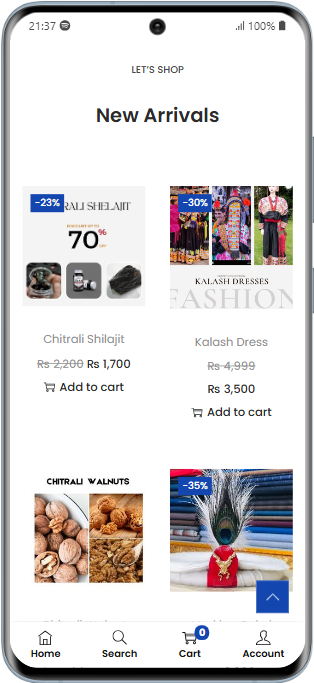 21:37
100%
LET'S SHOP
New Arrivals
-23%
RALI SHELAJIT
70%
Chitrali Shilajit
₨ 2,200 ₨ 1,700
Add to cart
-30%
KALASH DRESSES
FASHION
Kalash Dress
₨ 4,999
₨ 3,500
Add to cart
CHITRALI WALNUTS
-35%
Home
Search
0
Cart
Account